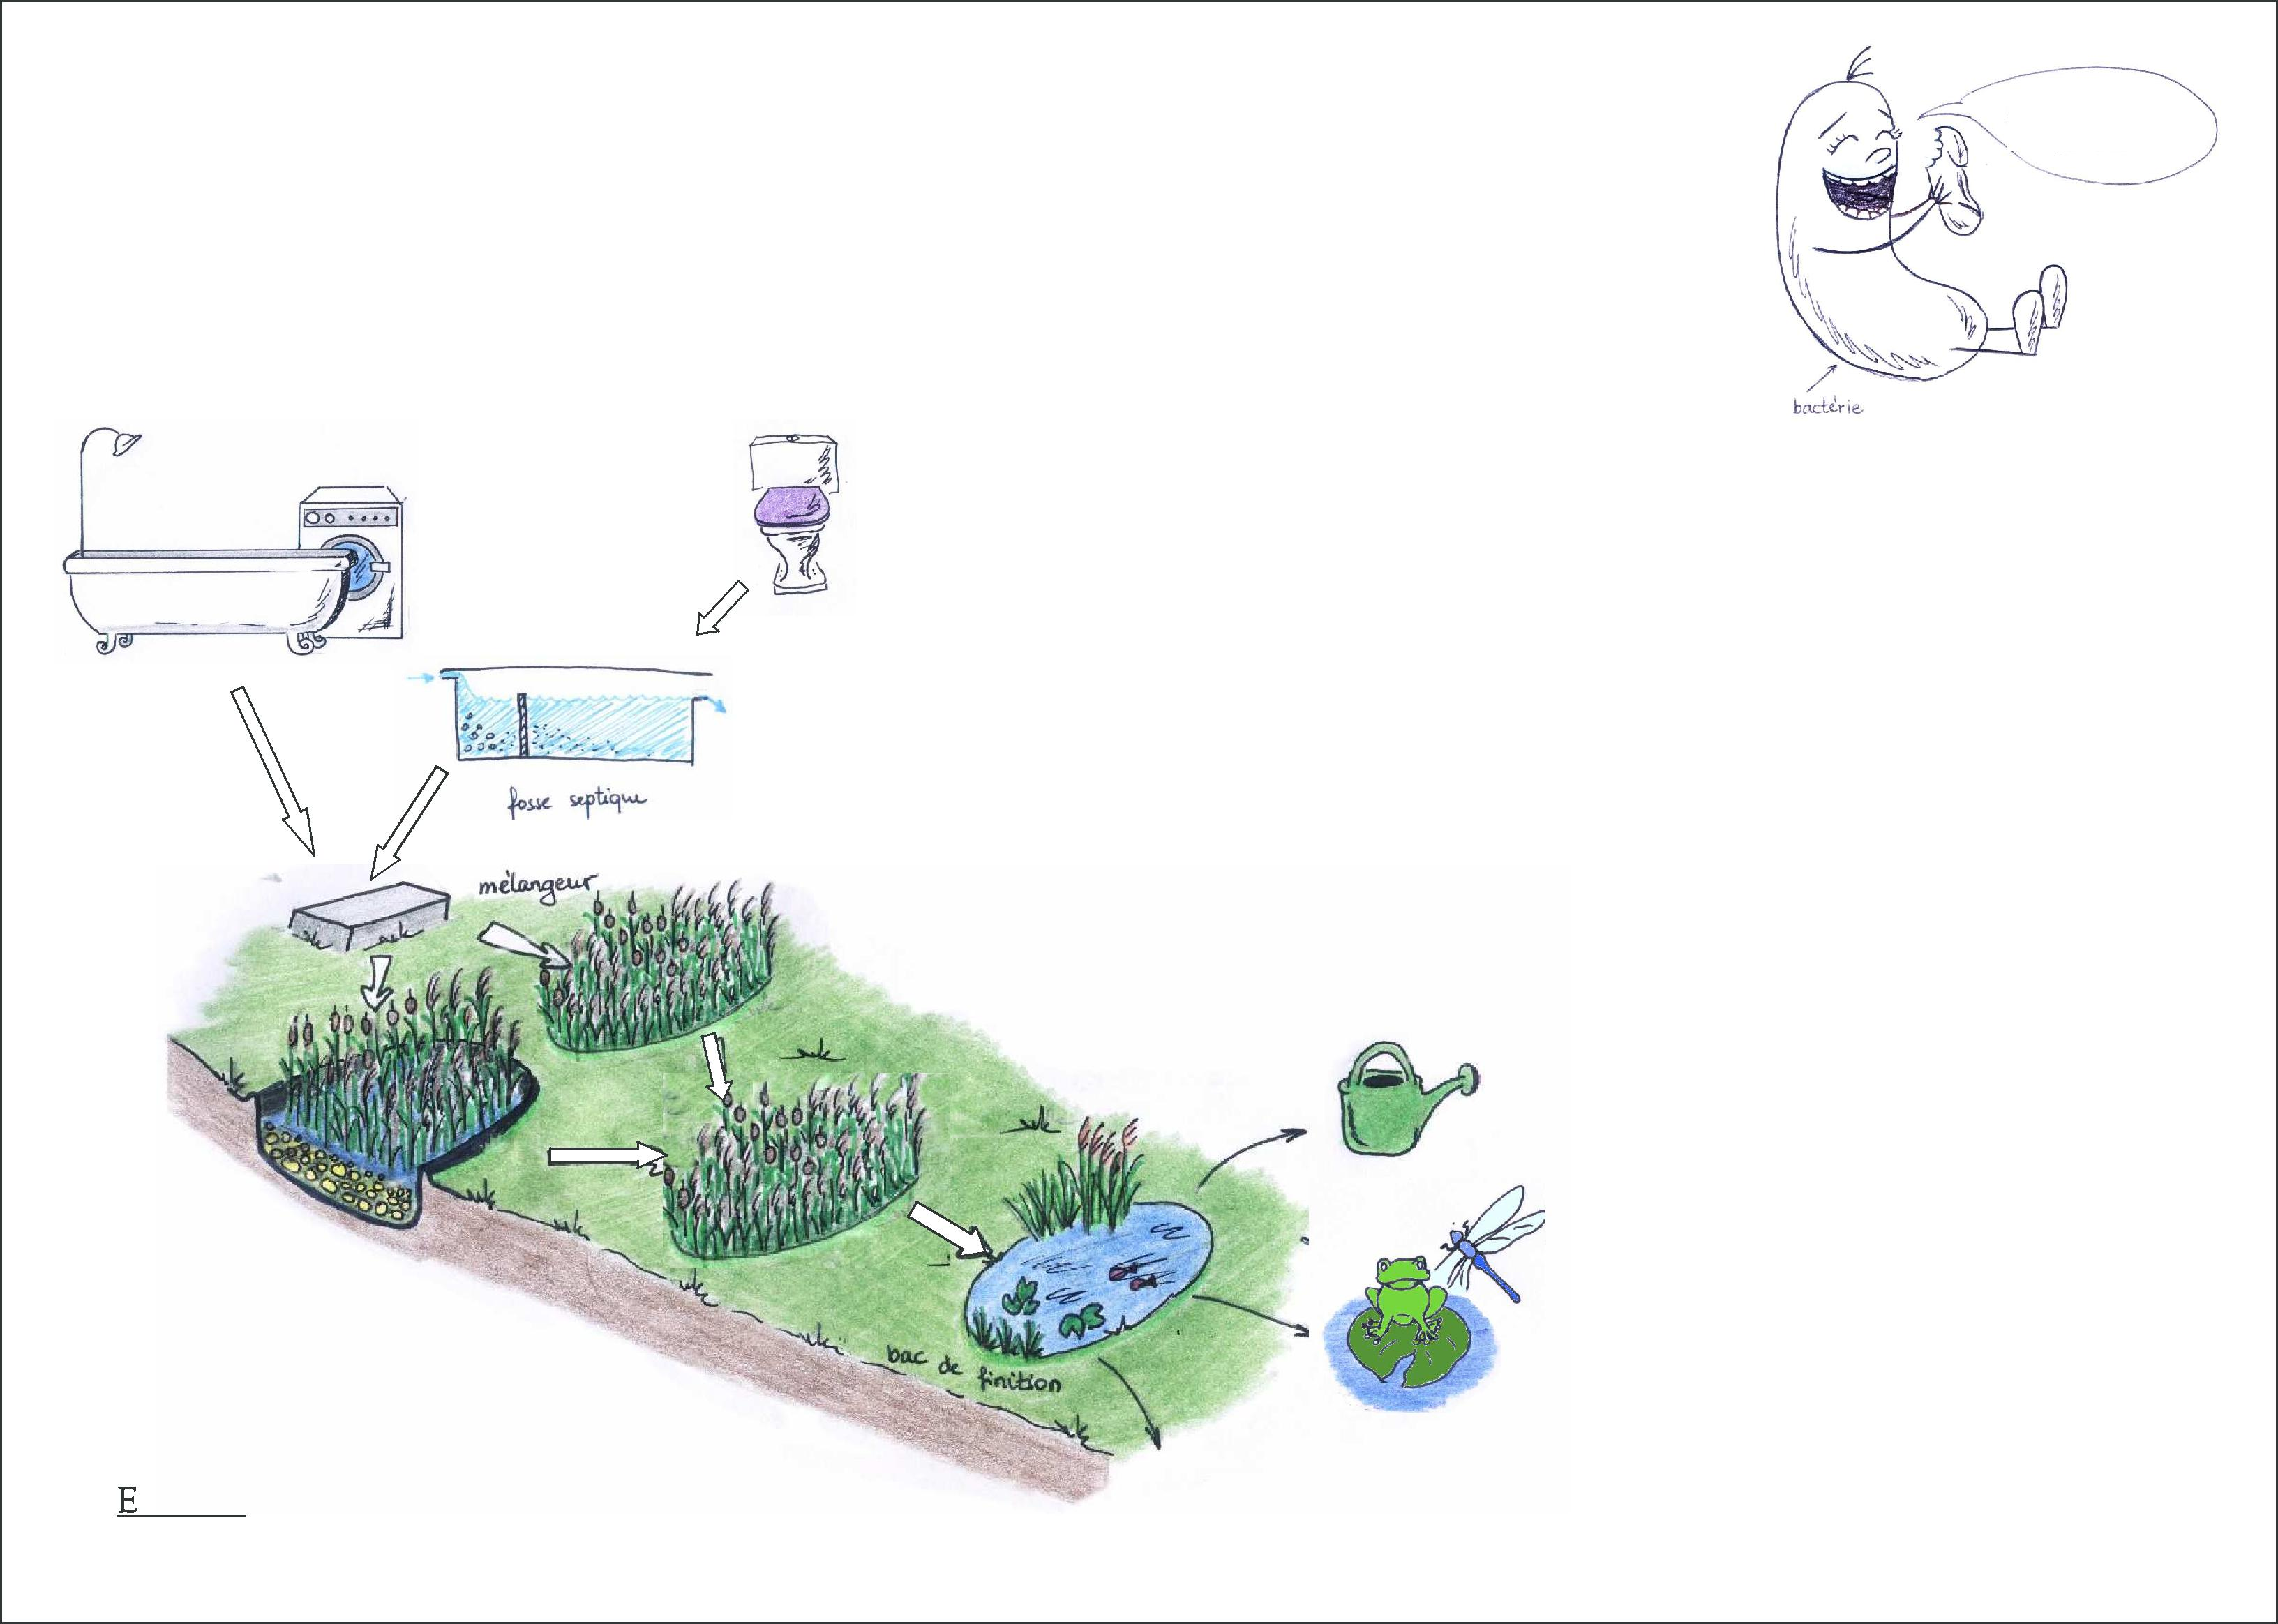 bactérie
fosse septique
mélangeur
bac de finition
E